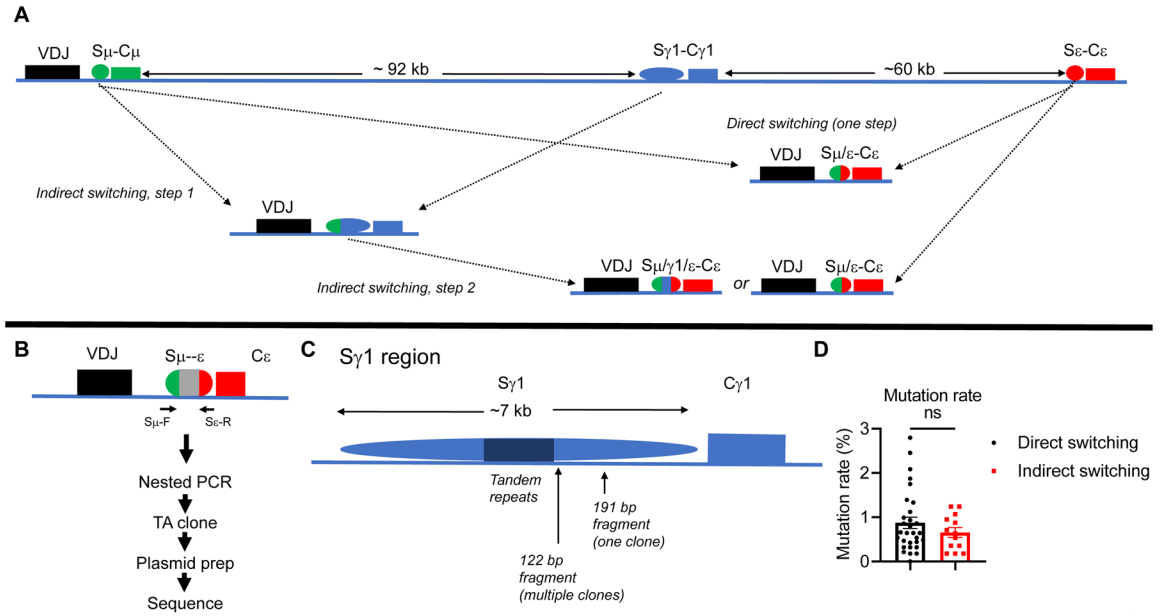 A
VDJ
Sμ-Cμ
Sγ1-Cγ1
Sε-Cε
~ 92 kb
~60 kb
Direct switching (one step)
VDJ
Sμ/ε-Cε
Indirect switching, step 1
VDJ
Indirect switching, step 2
VDJ
Sμ/γ1/ε-Cε
or
VDJ
Sμ/ε-Cε
B
VDJ
Sμ--ε
Cε
Sμ-F
Sε-R
Nested PCR
TA clone
Plasmid prep
Sequence
C
Sγ1 region
Sγ1
Cγ1
~7 kb
Tandem
repeats
191 bp
fragment
(one clone)
122 bp
fragment
(multiple clones)
D
Mutation rate
ns
Mutation rate (%)
3
2
1
0
Direct switching
Indirect switching